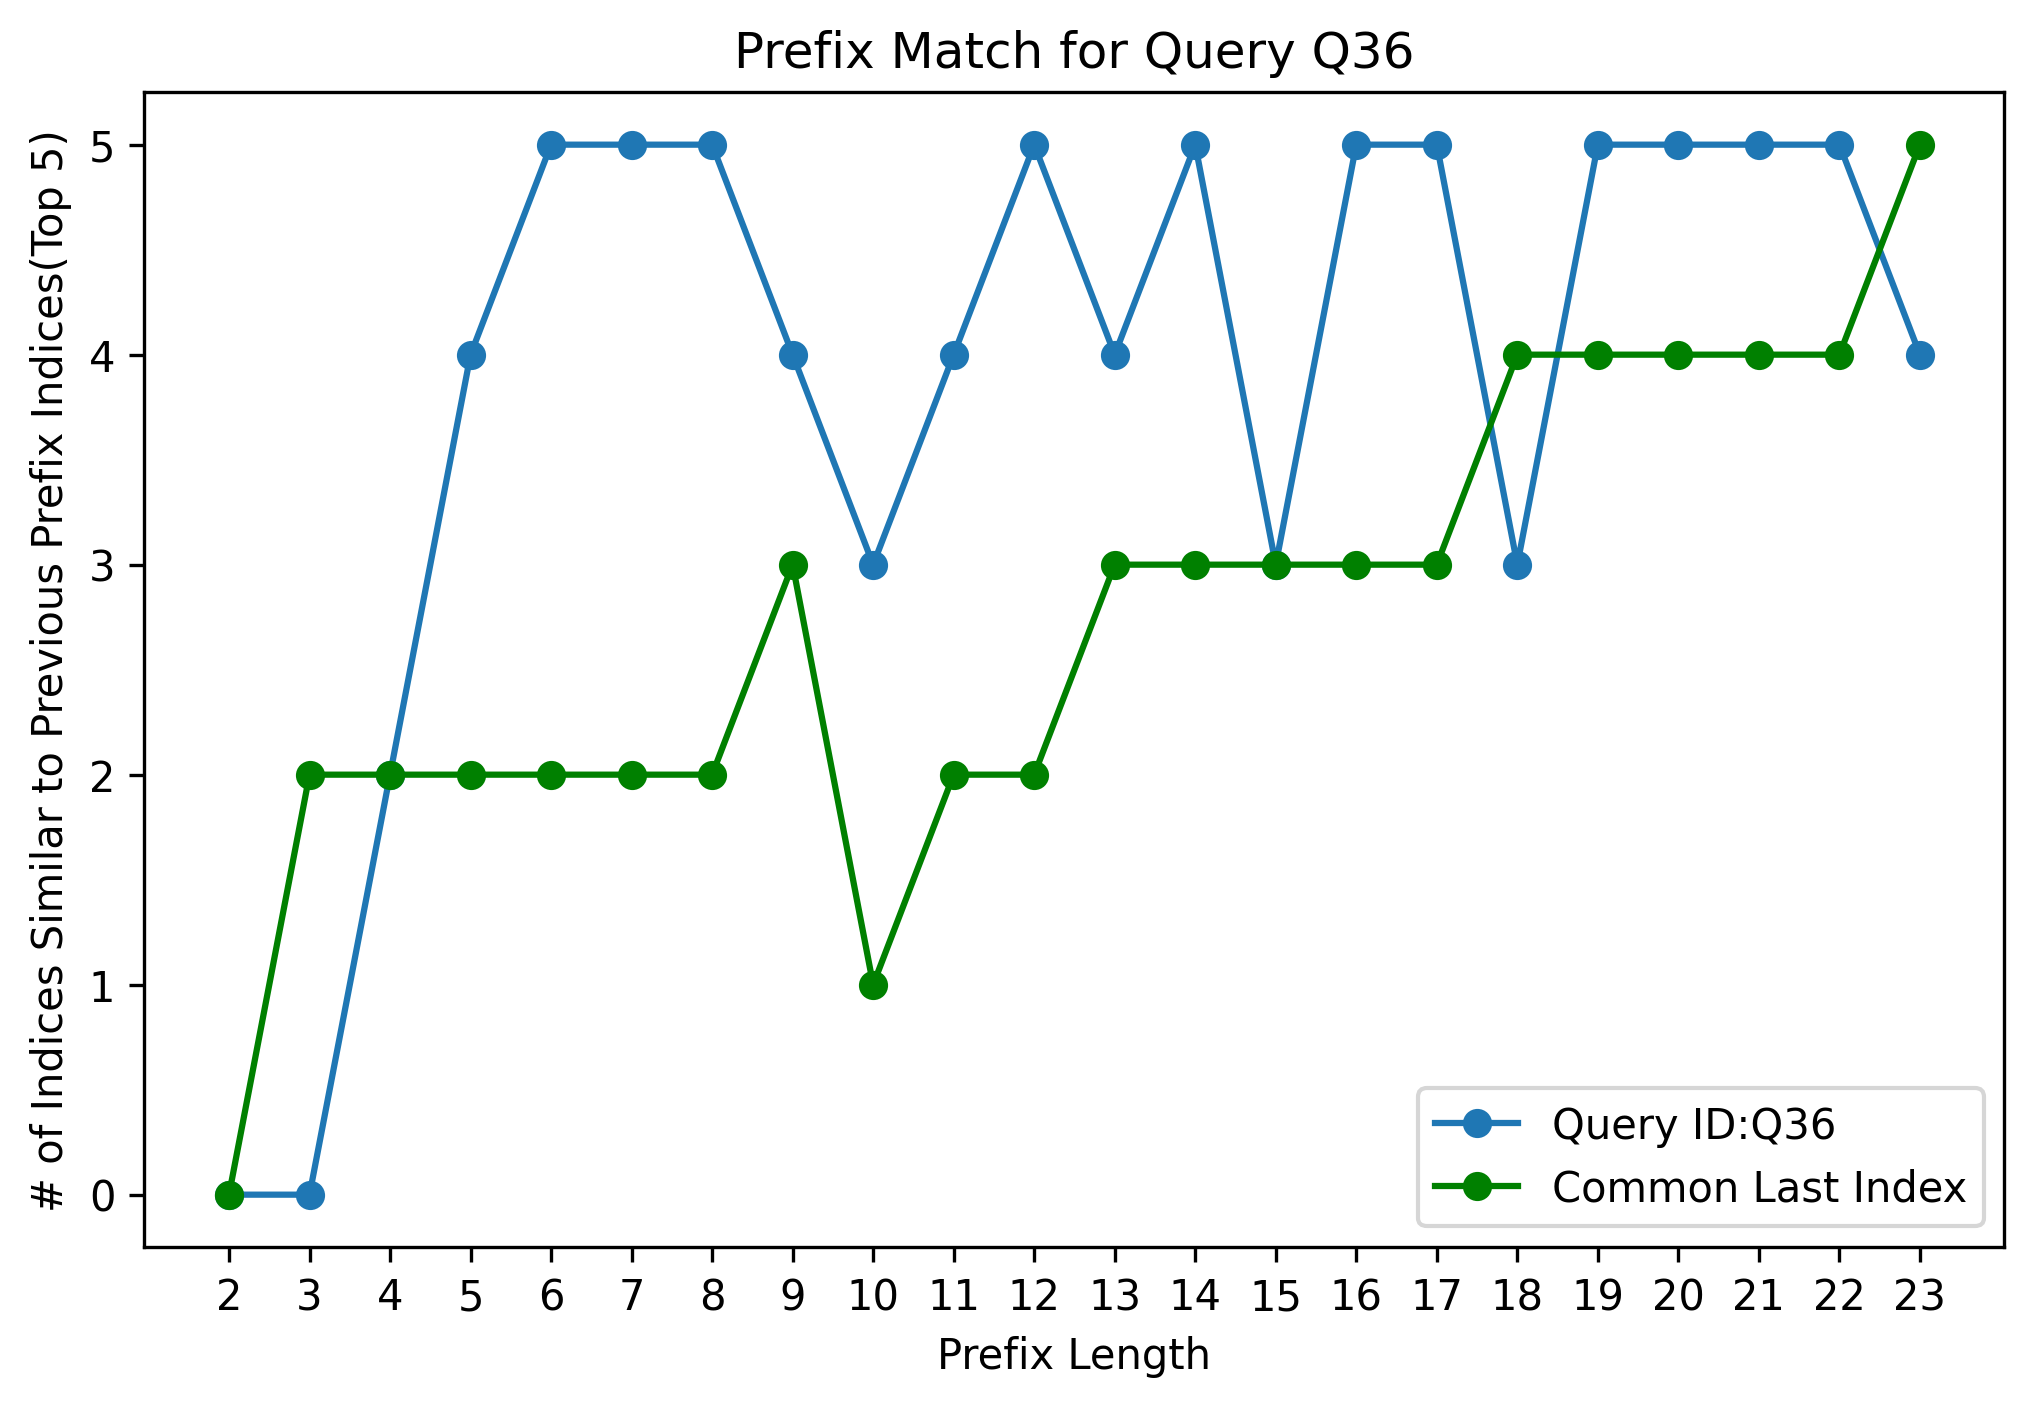 Prefix Match for Query Q36
# of Indices Similar to Previous Prefix Indices(Top 5)
5
4
3
2
1
0
Query ID:Q36
Common Last Index
2 3 4 5 6 7 8 9 10 11 12 13 14 15 16 17 18 19 20 21 22 23
Prefix Length